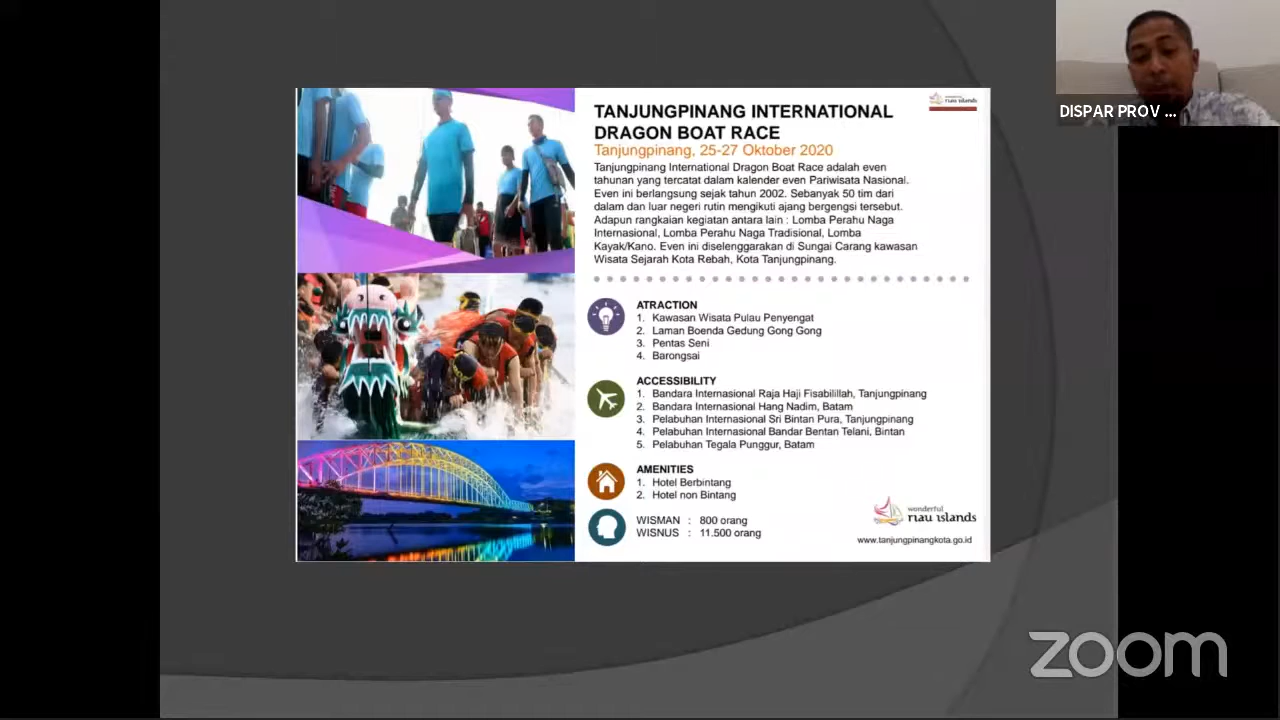 TANJUNGPINANG INTERNATIONAL
DRAGON BOAT RACE
wonderful
riau islands
Tanjungpinang, 25-27 Oktober 2020
Tanjungpinang International Dragon Boat Race adalah even
tahunan yang tercatat dalam kalender even Pariwisata Nasional.
Even ini berlangsung sejak tahun 2002. Sebanyak 50 tim dari
dalam dan luar negeri rutin mengikuti ajang bergengsi tersebut.
Adapun rangkaian kegiatan antara lain : Lomba Perahu Naga
Internasional, Lomba Perahu Naga Tradisional, Lomba
Kayak/Kano. Even ini diselenggarakan di Sungai Carang kawasan
Wisata Sejarah Kota Rebah, Kota Tanjungpinang.
ATRACTION
1. Kawasan Wisata Pulau Penyengat
2. Laman Boenda Gedung Gong Gong
3. Pentas Seni
4. Barongsai
ACCESSIBILITY
1. Bandara Internasional Raja Haji Fisabilillah, Tanjungpinang
2. Bandara Internasional Hang Nadim, Batam
3. Pelabuhan Internasional Sri Bintan Pura, Tanjungpinang
4. Pelabuhan Internasional Bandar Bentan Telani, Bintan
5. Pelabuhan Tegala Punggur, Batam
AMENITIES
1. Hotel Berbintang
2. Hotel non Bintang
WISMAN : 800 orang
WISNUS : 11.500 orang
wonderful
riau islands
www.tanjungpinangkota.go.id
DISPAR PROV ...
zoom